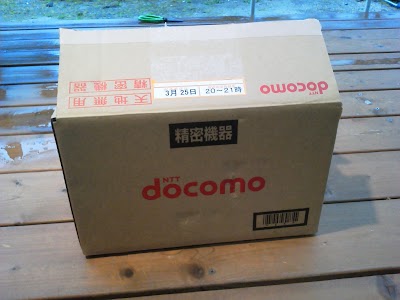 精密機器
天地無用
3月25日 20~21時
NTT
docomo
精密機器
NTT
docomo